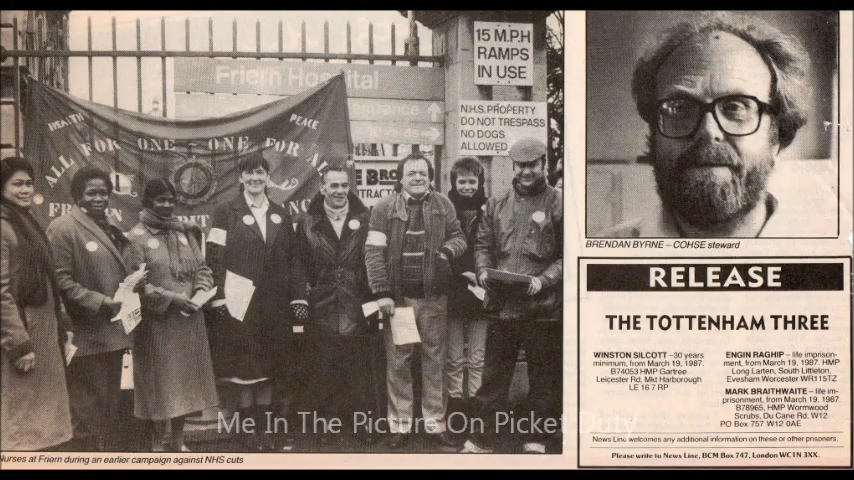 15 M.P.H
RAMPS
IN USE
Friern Hospital
N.H.S. PROPERTY
DO NOT TRESPASS
NO DOGS
ALLOWED
HEALTH
PEACE
ALL FOR ONE - ONE FOR ALL
BRENDAN BYRNE – COHSE steward
RELEASE
THE TOTTENHAM THREE
WINSTON SILCOTT – 30 years
minimum, from March 19, 1987.
B74053 HMP Gartree
Leicester Rd. Mkt Harborough
LE 16 7 RP
ENGIN RAGHIP – life imprison-
ment, from March 19, 1987. HMP
Long Larten, South Littleton,
Evesham Worcester WR115TZ
MARK BRAITHWAITE – life im-
prisonment, from March 19, 1987.
B78965, HMP Wormwood
Scrubs, Du Cane Rd. W12
PO Box 757 W12 0AE
News Line welcomes any additional information on these or other prisoners.
Please write to News Line, BCM Box 747, London WC1N 3XX.
Me In The Picture On Picket Duty
Nurses at Friern during an earlier campaign against NHS cuts